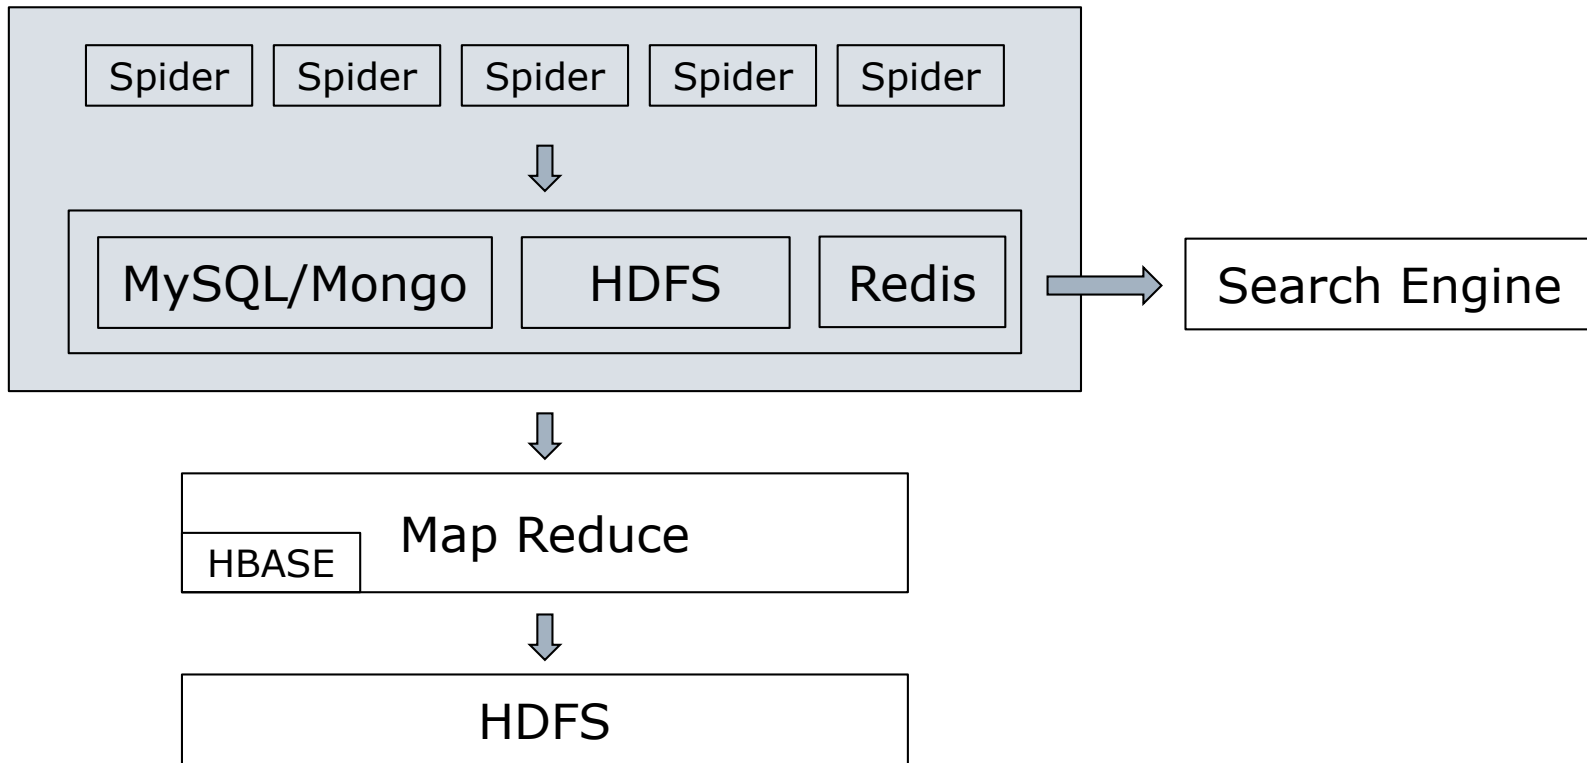 Spider Spider Spider Spider Spider
MySQL/Mongo HDFS Redis
Search Engine
Map Reduce
HBASE
HDFS